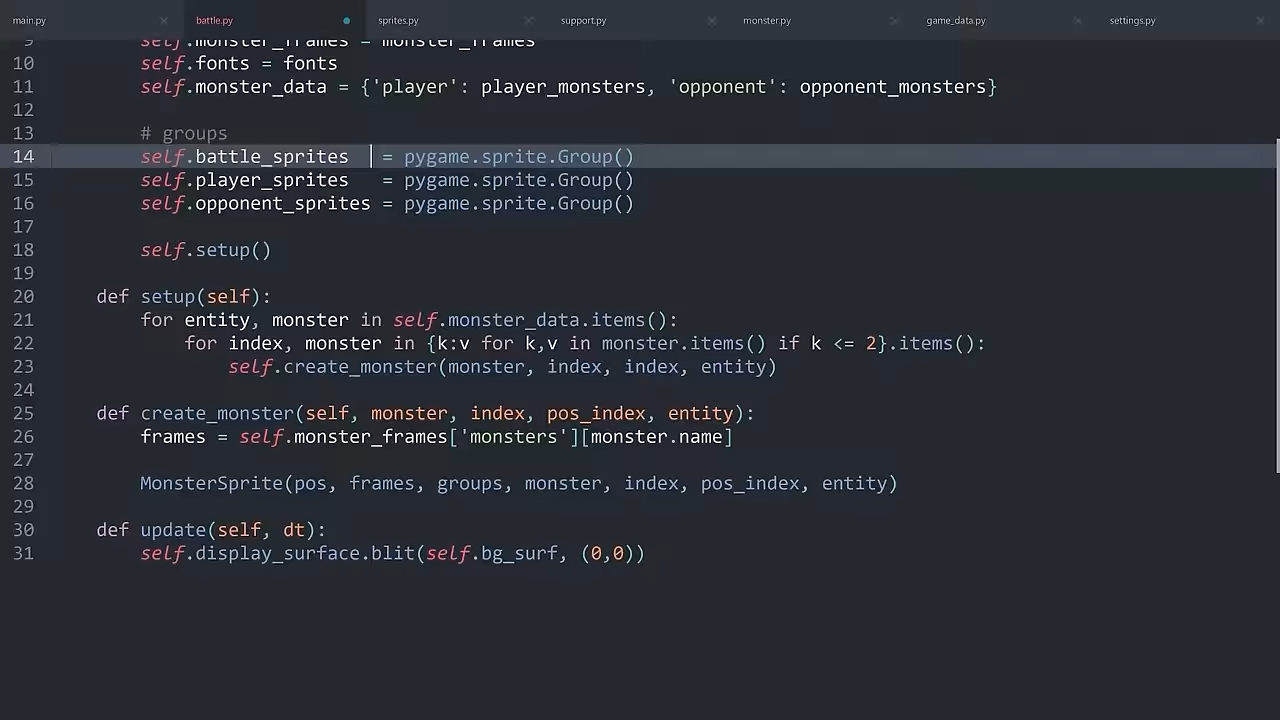 main.py battle.py sprites.py support.py monster.py game_data.py settings.py
9 self.monster_frames = monster_frames
10 self.fonts = fonts
11 self.monster_data = {'player': player_monsters, 'opponent': opponent_monsters}
12
13 # groups
14 self.battle_sprites   = pygame.sprite.Group()
15 self.player_sprites   = pygame.sprite.Group()
16 self.opponent_sprites = pygame.sprite.Group()
17
18 self.setup()
19
20 def setup(self):
21 for entity, monster in self.monster_data.items():
22 for index, monster in {k:v for k,v in monster.items() if k <= 2}.items():
23 self.create_monster(monster, index, index, entity)
24
25 def create_monster(self, monster, index, pos_index, entity):
26 frames = self.monster_frames['monsters'][monster.name]
27
28 MonsterSprite(pos, frames, groups, monster, index, pos_index, entity)
29
30 def update(self, dt):
31 self.display_surface.blit(self.bg_surf, (0,0))